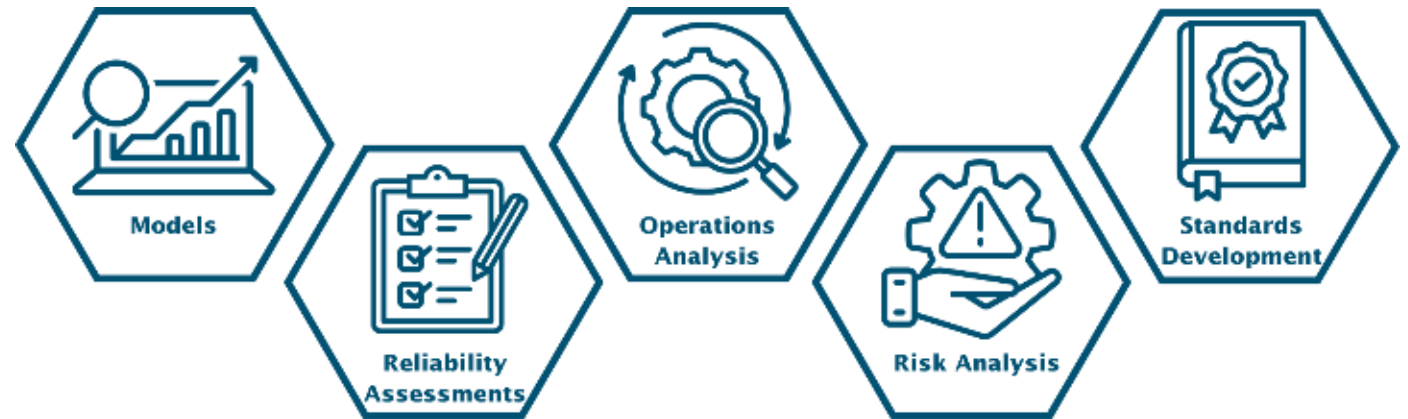 Models
Reliability
Assessments
Operations
Analysis
Risk Analysis
Standards
Development